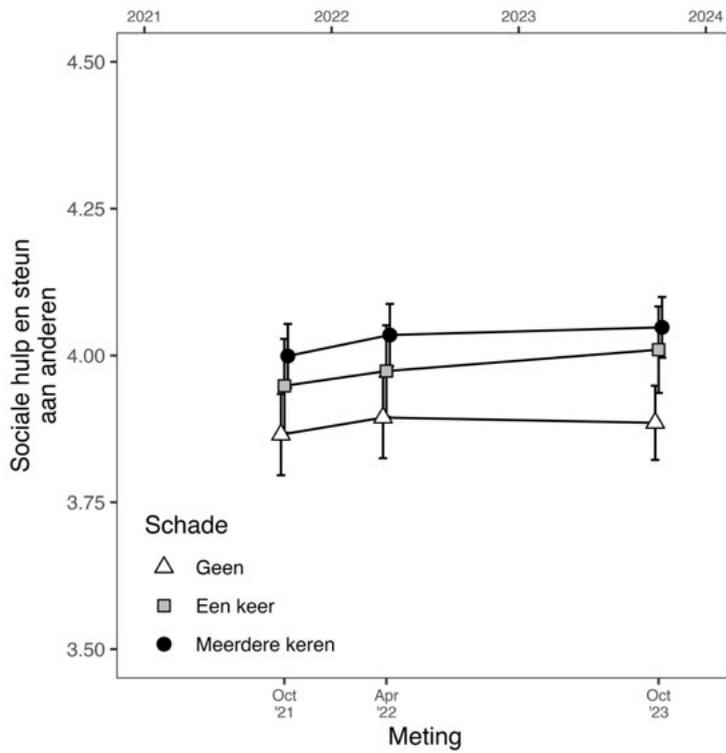 2021 2022 2023 2024
4.50
4.25
4.00
3.75
3.50
Sociale hulp en steun
aan anderen
Schade
Geen
Een keer
Meerdere keren
Oct '21
Apr '22
Oct '23
Meting